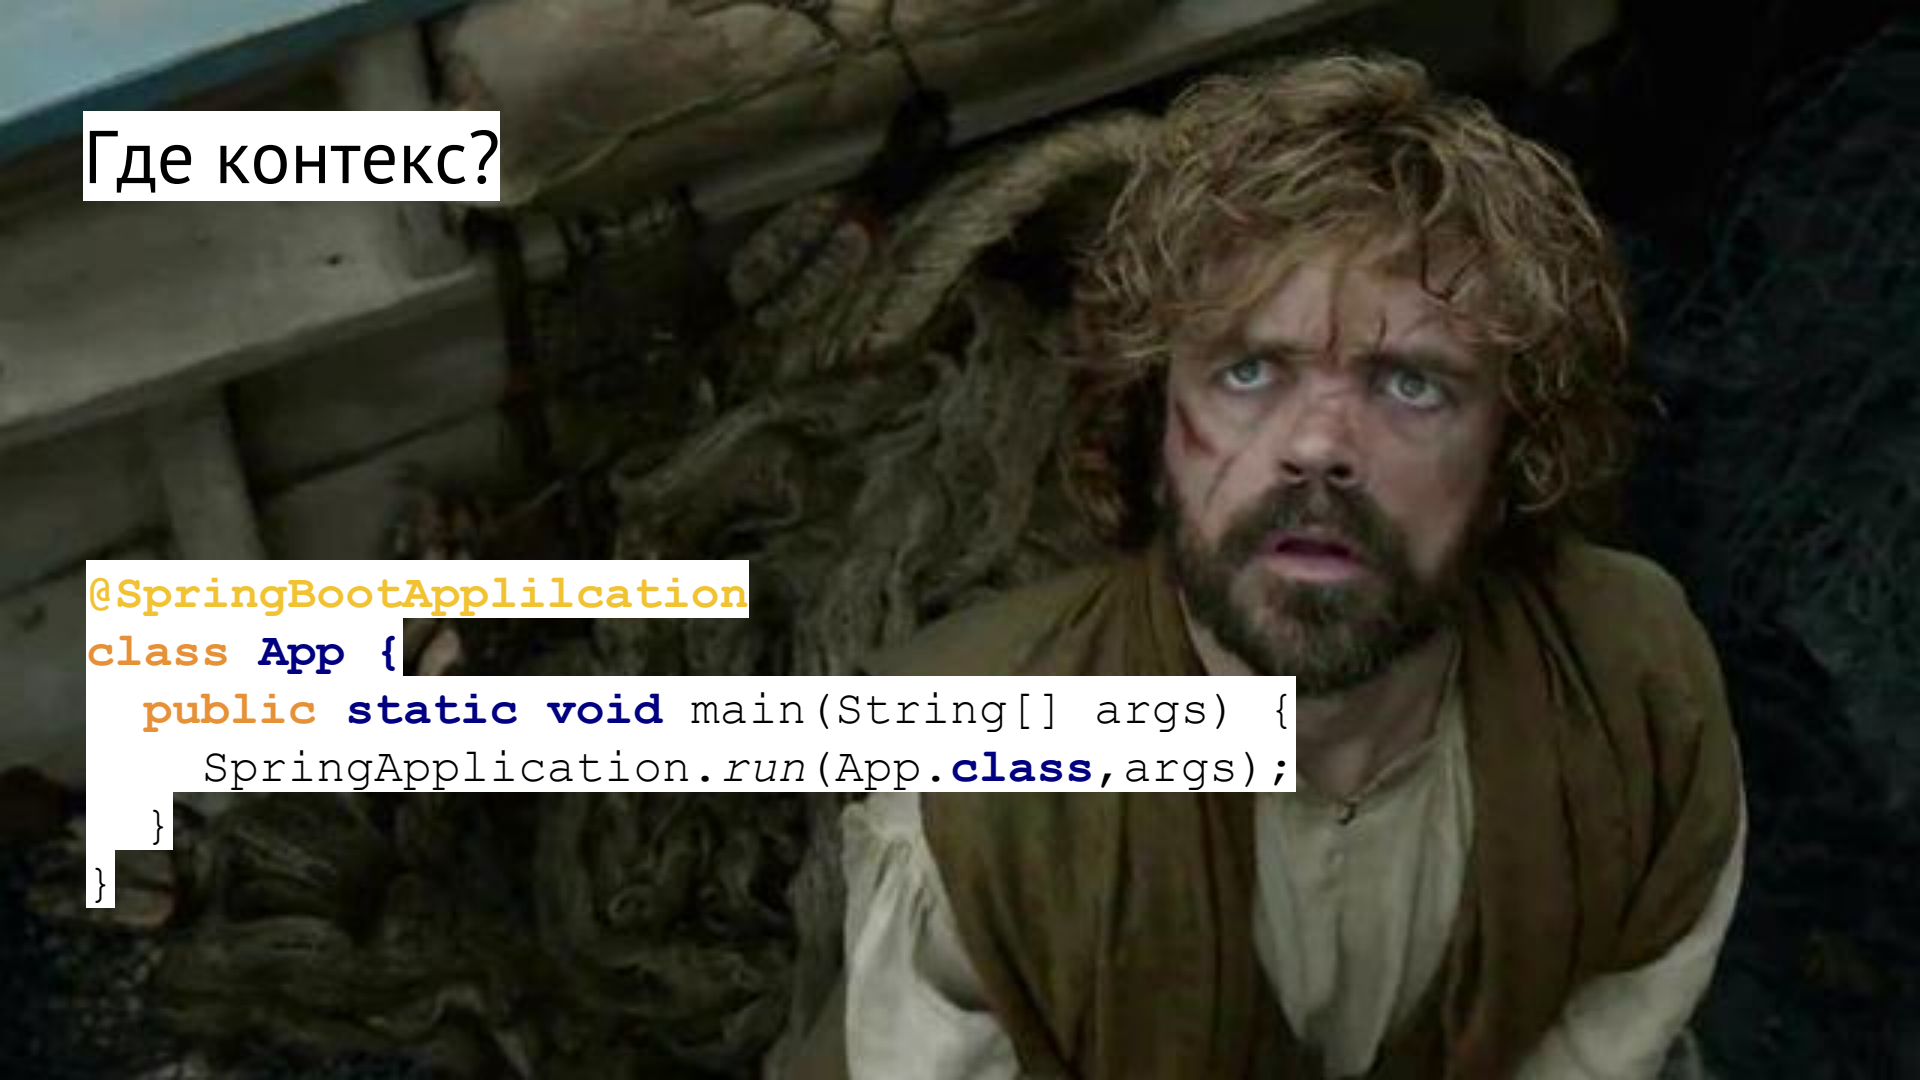 Где контекс?
@SpringBootApplilcation
class App {
public static void main(String[] args) {
SpringApplication.run(App.class,args);
}
}